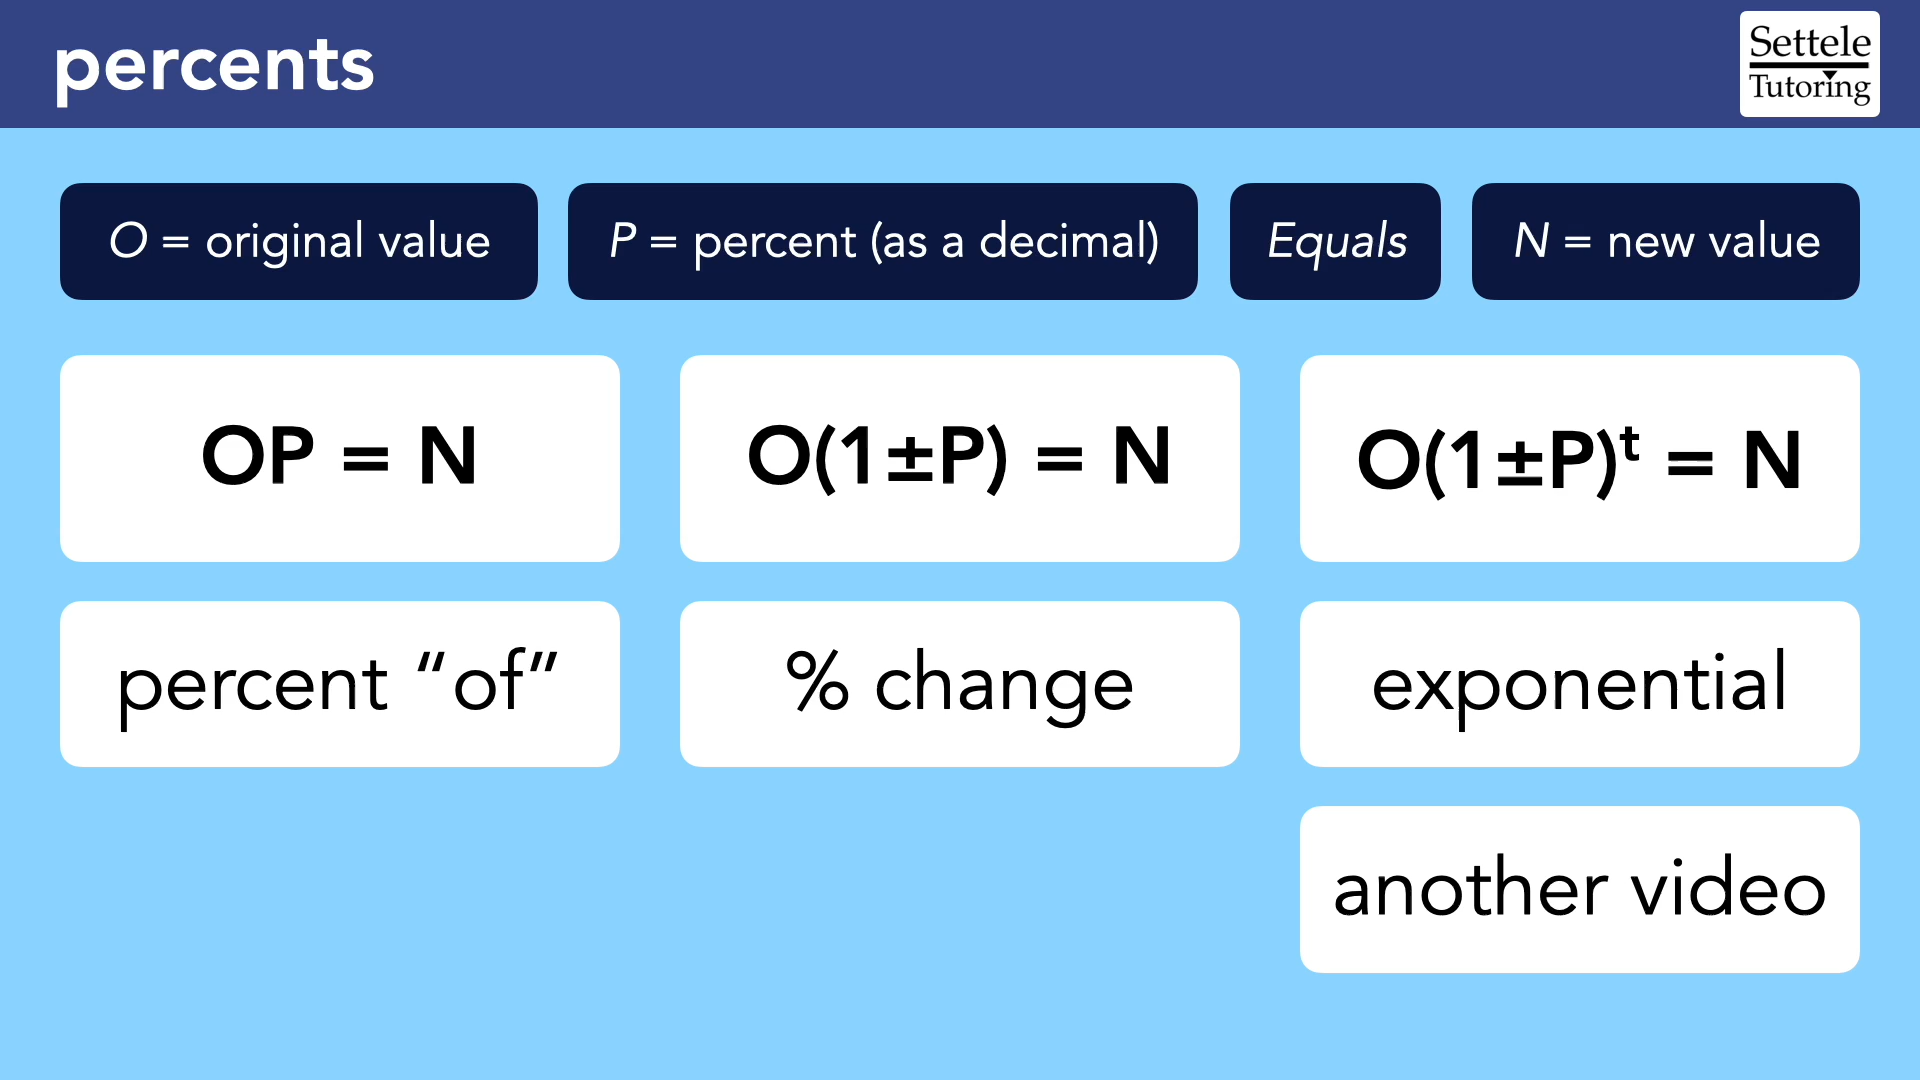 percents
Settele
Tutoring
O = original value
P = percent (as a decimal)
Equals
N = new value
OP = N
O(1±P) = N
O(1±P)ᵗ = N
percent “of”
% change
exponential
another video